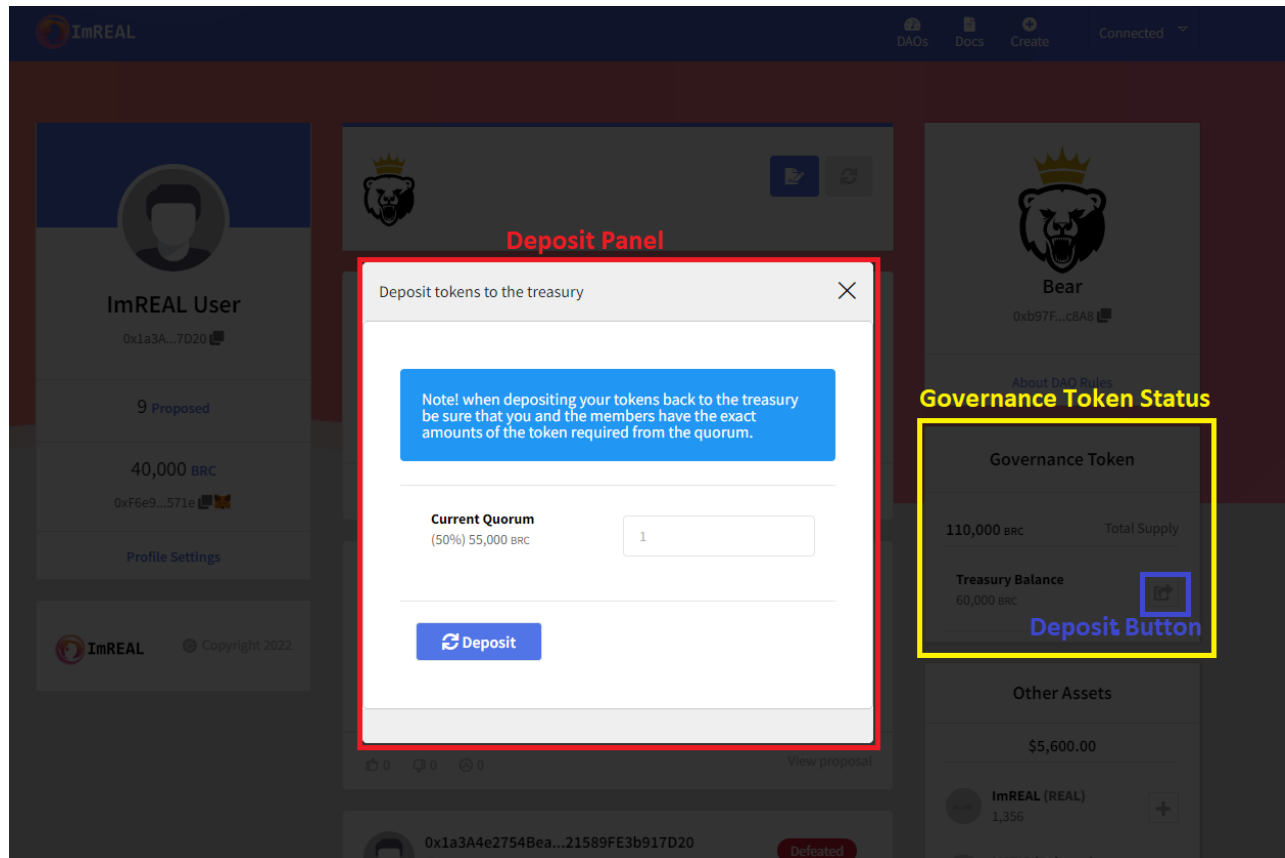 ImREAL
DAOs
Docs
Create
Connected
ImREAL User
0x1a3A...7D20
9 Proposed
40,000 BRC
0xF6e9...571e
Profile Settings
ImREAL
Copyright 2022
Deposit Panel
Deposit tokens to the treasury
Note! when depositing your tokens back to the treasury
be sure that you and the members have the exact
amounts of the token required from the quorum.
Current Quorum
(50%) 55,000 BRC
1
Deposit
0
0
0
View proposal
0x1a3A4e2754Bea...21589FE3b917D20
Defeated
Bear
0xb97F...c8A8
About DAO Rules
Governance Token Status
Governance Token
110,000 BRC
Total Supply
Treasury Balance
60,000 BRC
Deposit Button
Other Assets
$5,600.00
ImREAL (REAL)
1,356